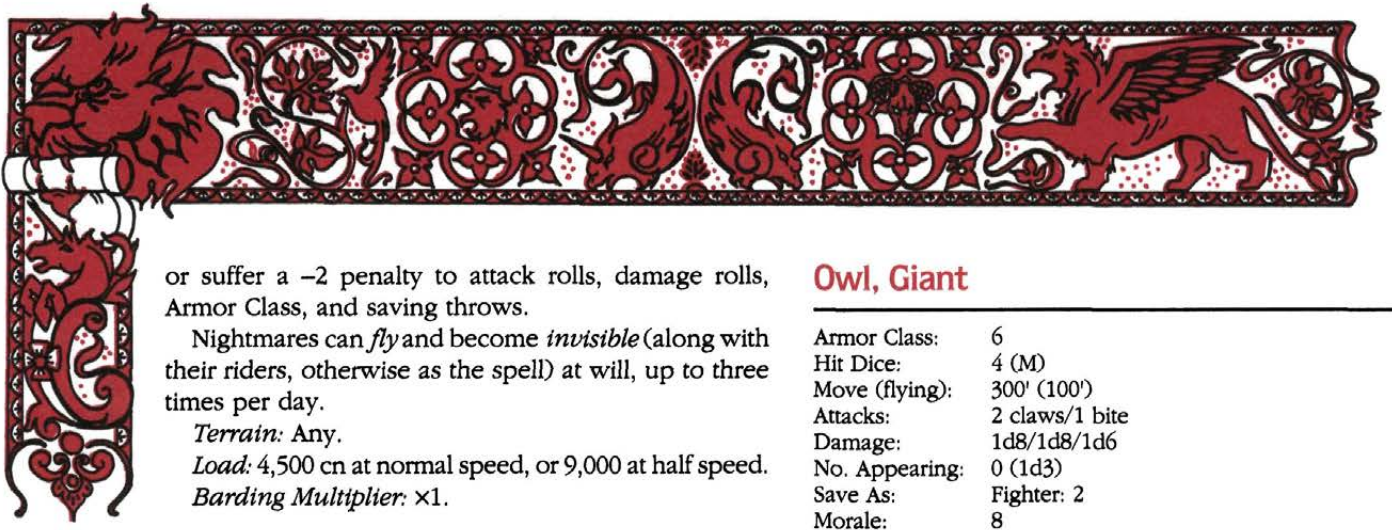 or suffer a –2 penalty to attack rolls, damage rolls,
Armor Class, and saving throws.
Nightmares can fly and become invisible (along with
their riders, otherwise as the spell) at will, up to three
times per day.
Terrain: Any.
Load: 4,500 cn at normal speed, or 9,000 at half speed.
Barding Multiplier: ×1.
Owl, Giant
Armor Class: 6
Hit Dice: 4 (M)
Move (flying): 300' (100')
Attacks: 2 claws/1 bite
Damage: 1d8/1d8/1d6
No. Appearing: 0 (1d3)
Save As: Fighter: 2
Morale: 8